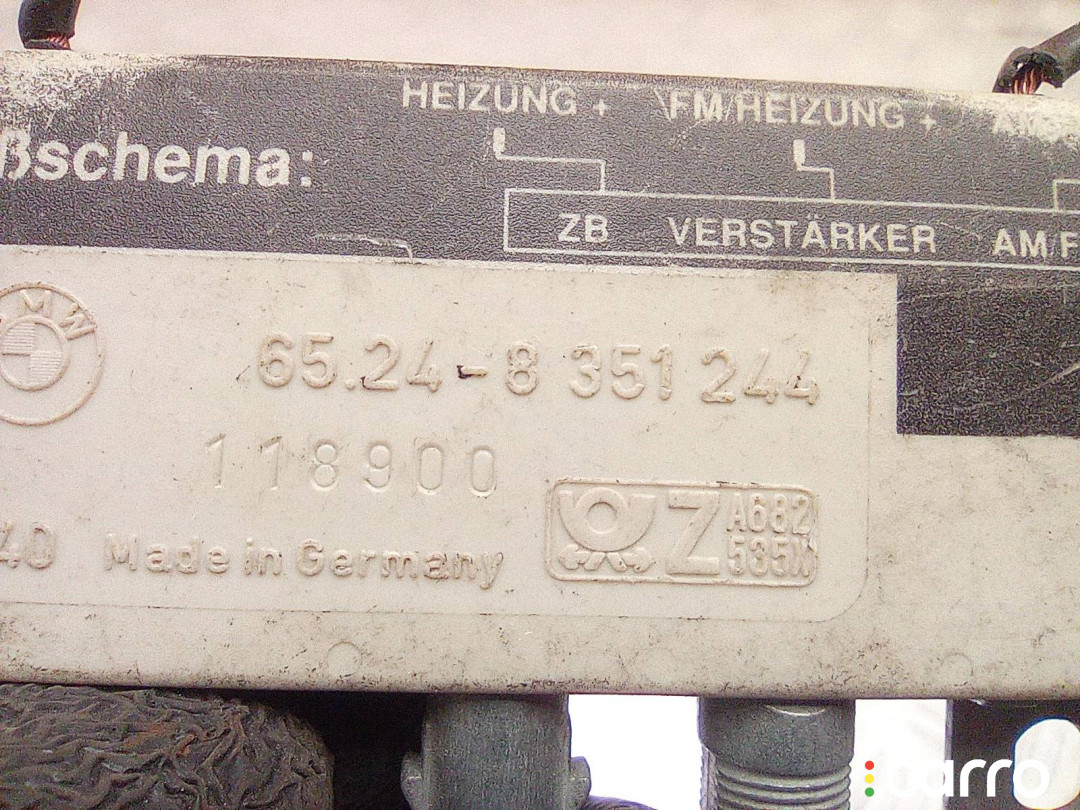 HEIZUNG + FM/HEIZUNG + AM
ßschema:
ZB VERSTÄRKER AM/F
BMW
65.24-8 351 244
118900
Z A682
535X
40 Made in Germany
carro